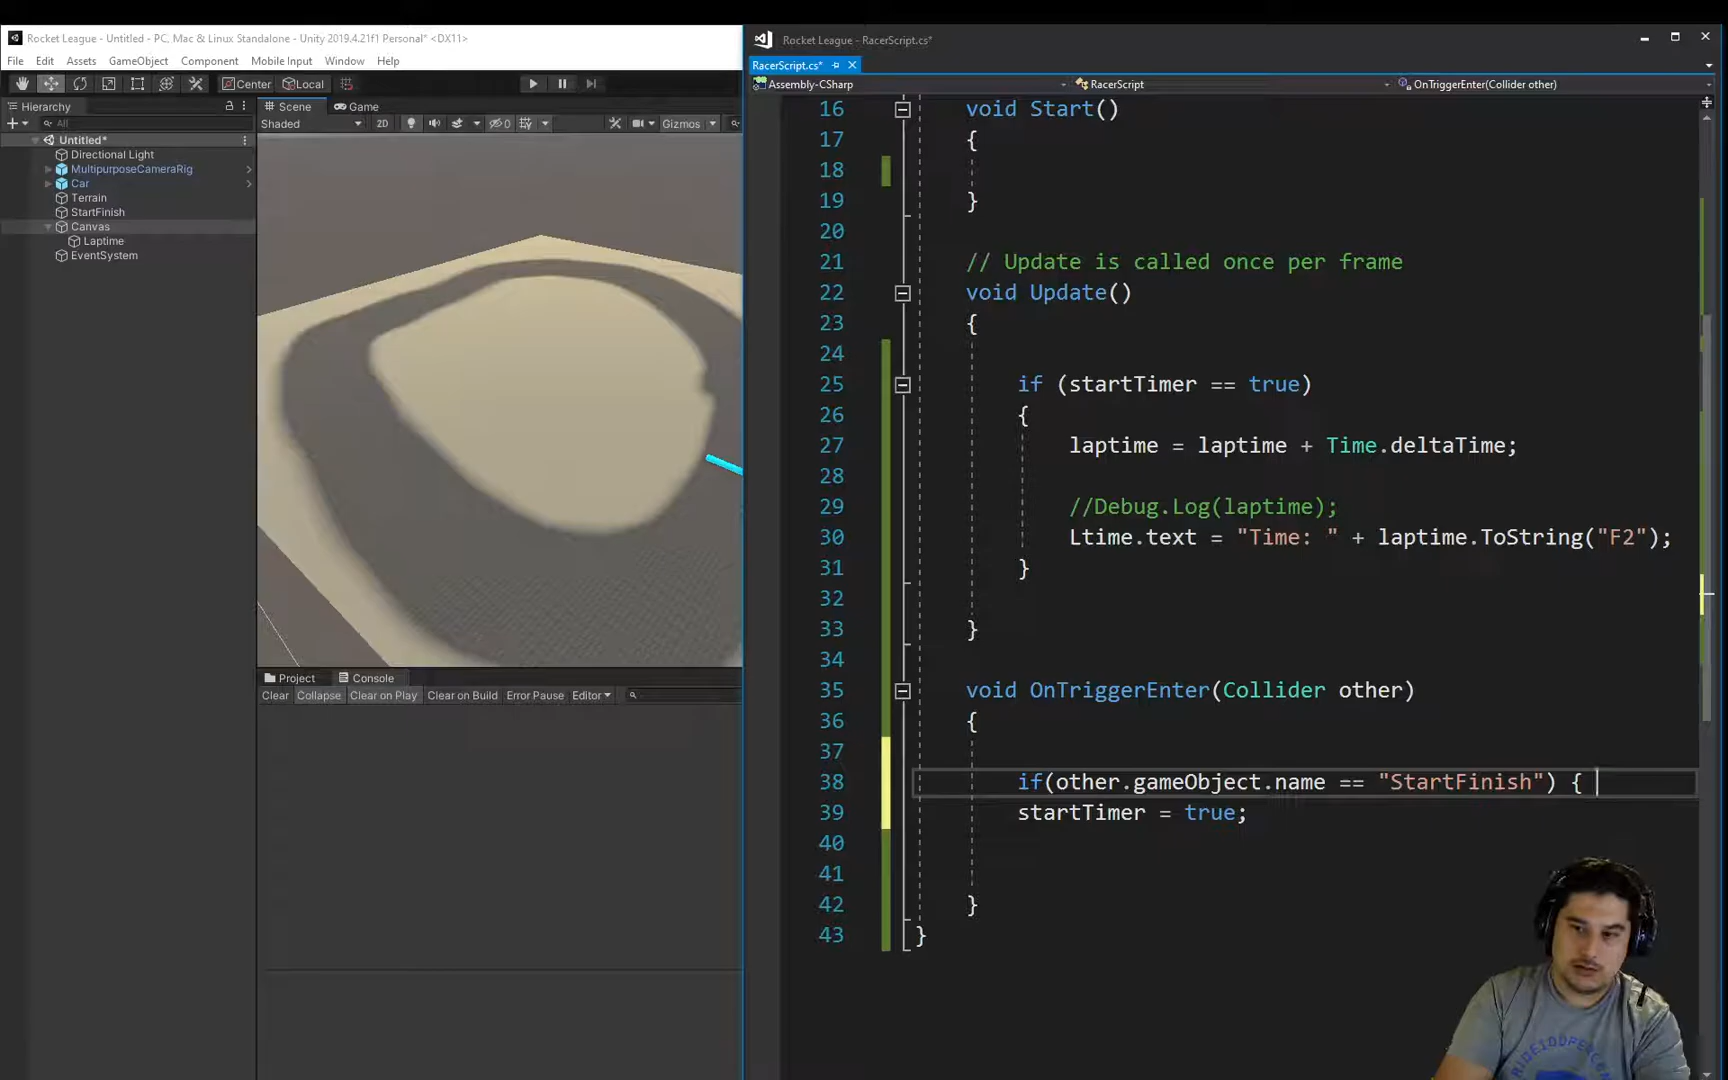 Rocket League - Untitled - PC, Mac & Linux Standalone - Unity 2019.4.21f1 Personal* <DX11>
File Edit Assets GameObject Component Mobile Input Window Help
Center Local
Hierarchy
All
Untitled*
Directional Light
MultipurposeCameraRig
Car
Terrain
StartFinish
Canvas
Laptime
EventSystem
Scene Game
Shaded 2D 0 Gizmos
Project Console
Clear Collapse Clear on Play Clear on Build Error Pause Editor
Rocket League - RacerScript.cs*
RacerScript.cs*
Assembly-CSharp RacerScript OnTriggerEnter(Collider other)
16 void Start()
17 {
18
19 }
20
21 // Update is called once per frame
22 void Update()
23 {
24
25 if (startTimer == true)
26 {
27 laptime = laptime + Time.deltaTime;
28
29 //Debug.Log(laptime);
30 Ltime.text = "Time: " + laptime.ToString("F2");
31 }
32
33 }
34
35 void OnTriggerEnter(Collider other)
36 {
37
38 if(other.gameObject.name == "StartFinish") {
39 startTimer = true;
40
41
42 }
43 }